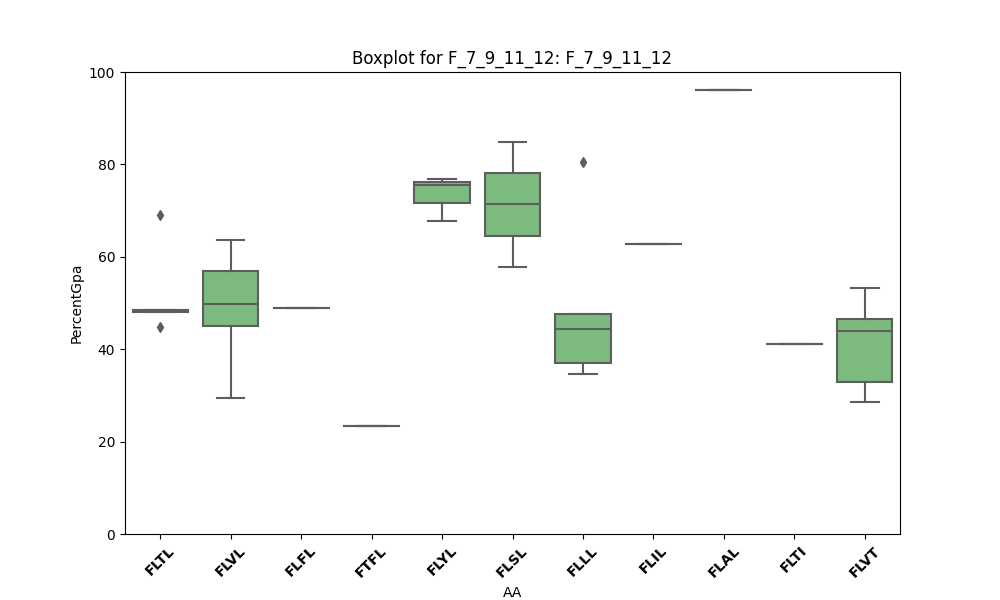 Boxplot for F_7_9_11_12: F_7_9_11_12
100
80
60
40
20
0
PercentGpa
FLTL FLVL FLFL FTFL FLYL FLSL FLLL FLIL FLAL FLTI FLVT
AA